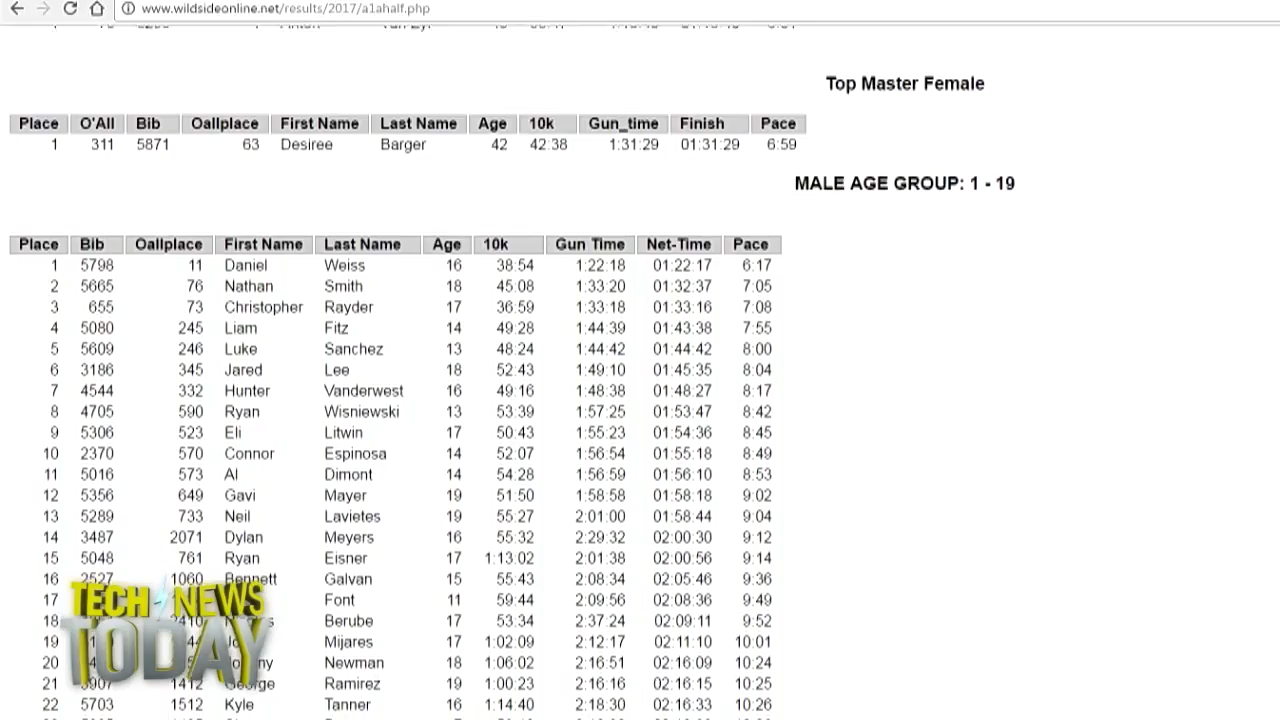 www.wildsideonline.net/results/2017/a1ahalf.php
Top Master Female
Place O'All Bib Oallplace First Name Last Name Age 10k Gun_time Finish Pace
1 311 5871 63 Desiree Barger 42 42:38 1:31:29 01:31:29 6:59
MALE AGE GROUP: 1 - 19
Place Bib Oallplace First Name Last Name Age 10k Gun Time Net-Time Pace
1 5798 11 Daniel Weiss 16 38:54 1:22:18 01:22:17 6:17
2 5665 76 Nathan Smith 18 45:08 1:33:20 01:32:37 7:05
3 655 73 Christopher Rayder 17 36:59 1:33:18 01:33:16 7:08
4 5080 245 Liam Fitz 14 49:28 1:44:39 01:43:38 7:55
5 5609 246 Luke Sanchez 13 48:24 1:44:42 01:44:42 8:00
6 3186 345 Jared Lee 18 52:43 1:49:10 01:45:35 8:04
7 4544 332 Hunter Vanderwest 16 49:16 1:48:38 01:48:27 8:17
8 4705 590 Ryan Wisniewski 13 53:39 1:57:25 01:53:47 8:42
9 5306 523 Eli Litwin 17 50:43 1:55:23 01:54:36 8:45
10 2370 570 Connor Espinosa 14 52:07 1:56:54 01:55:18 8:49
11 5016 573 Al Dimont 14 54:28 1:56:59 01:56:10 8:53
12 5356 649 Gavi Mayer 19 51:50 1:58:58 01:58:18 9:02
13 5289 733 Neil Lavietes 19 55:27 2:01:00 01:58:44 9:04
14 3487 2071 Dylan Meyers 16 55:32 2:29:32 02:00:30 9:12
15 5048 761 Ryan Eisner 17 1:13:02 2:01:38 02:00:56 9:14
16 2527 1060 Bennett Galvan 15 55:43 2:08:34 02:05:46 9:36
17 Font 11 59:44 2:09:56 02:08:36 9:49
18 Berube 17 53:34 2:37:24 02:09:11 9:52
19 Mijares 17 1:02:09 2:12:17 02:11:10 10:01
20 Newman 18 1:06:02 2:16:51 02:16:09 10:24
21 3907 1412 George Ramirez 19 1:00:23 2:16:16 02:16:15 10:25
22 5703 1512 Kyle Tanner 16 1:14:40 2:18:30 02:16:33 10:26
TECH NEWS
TODAY